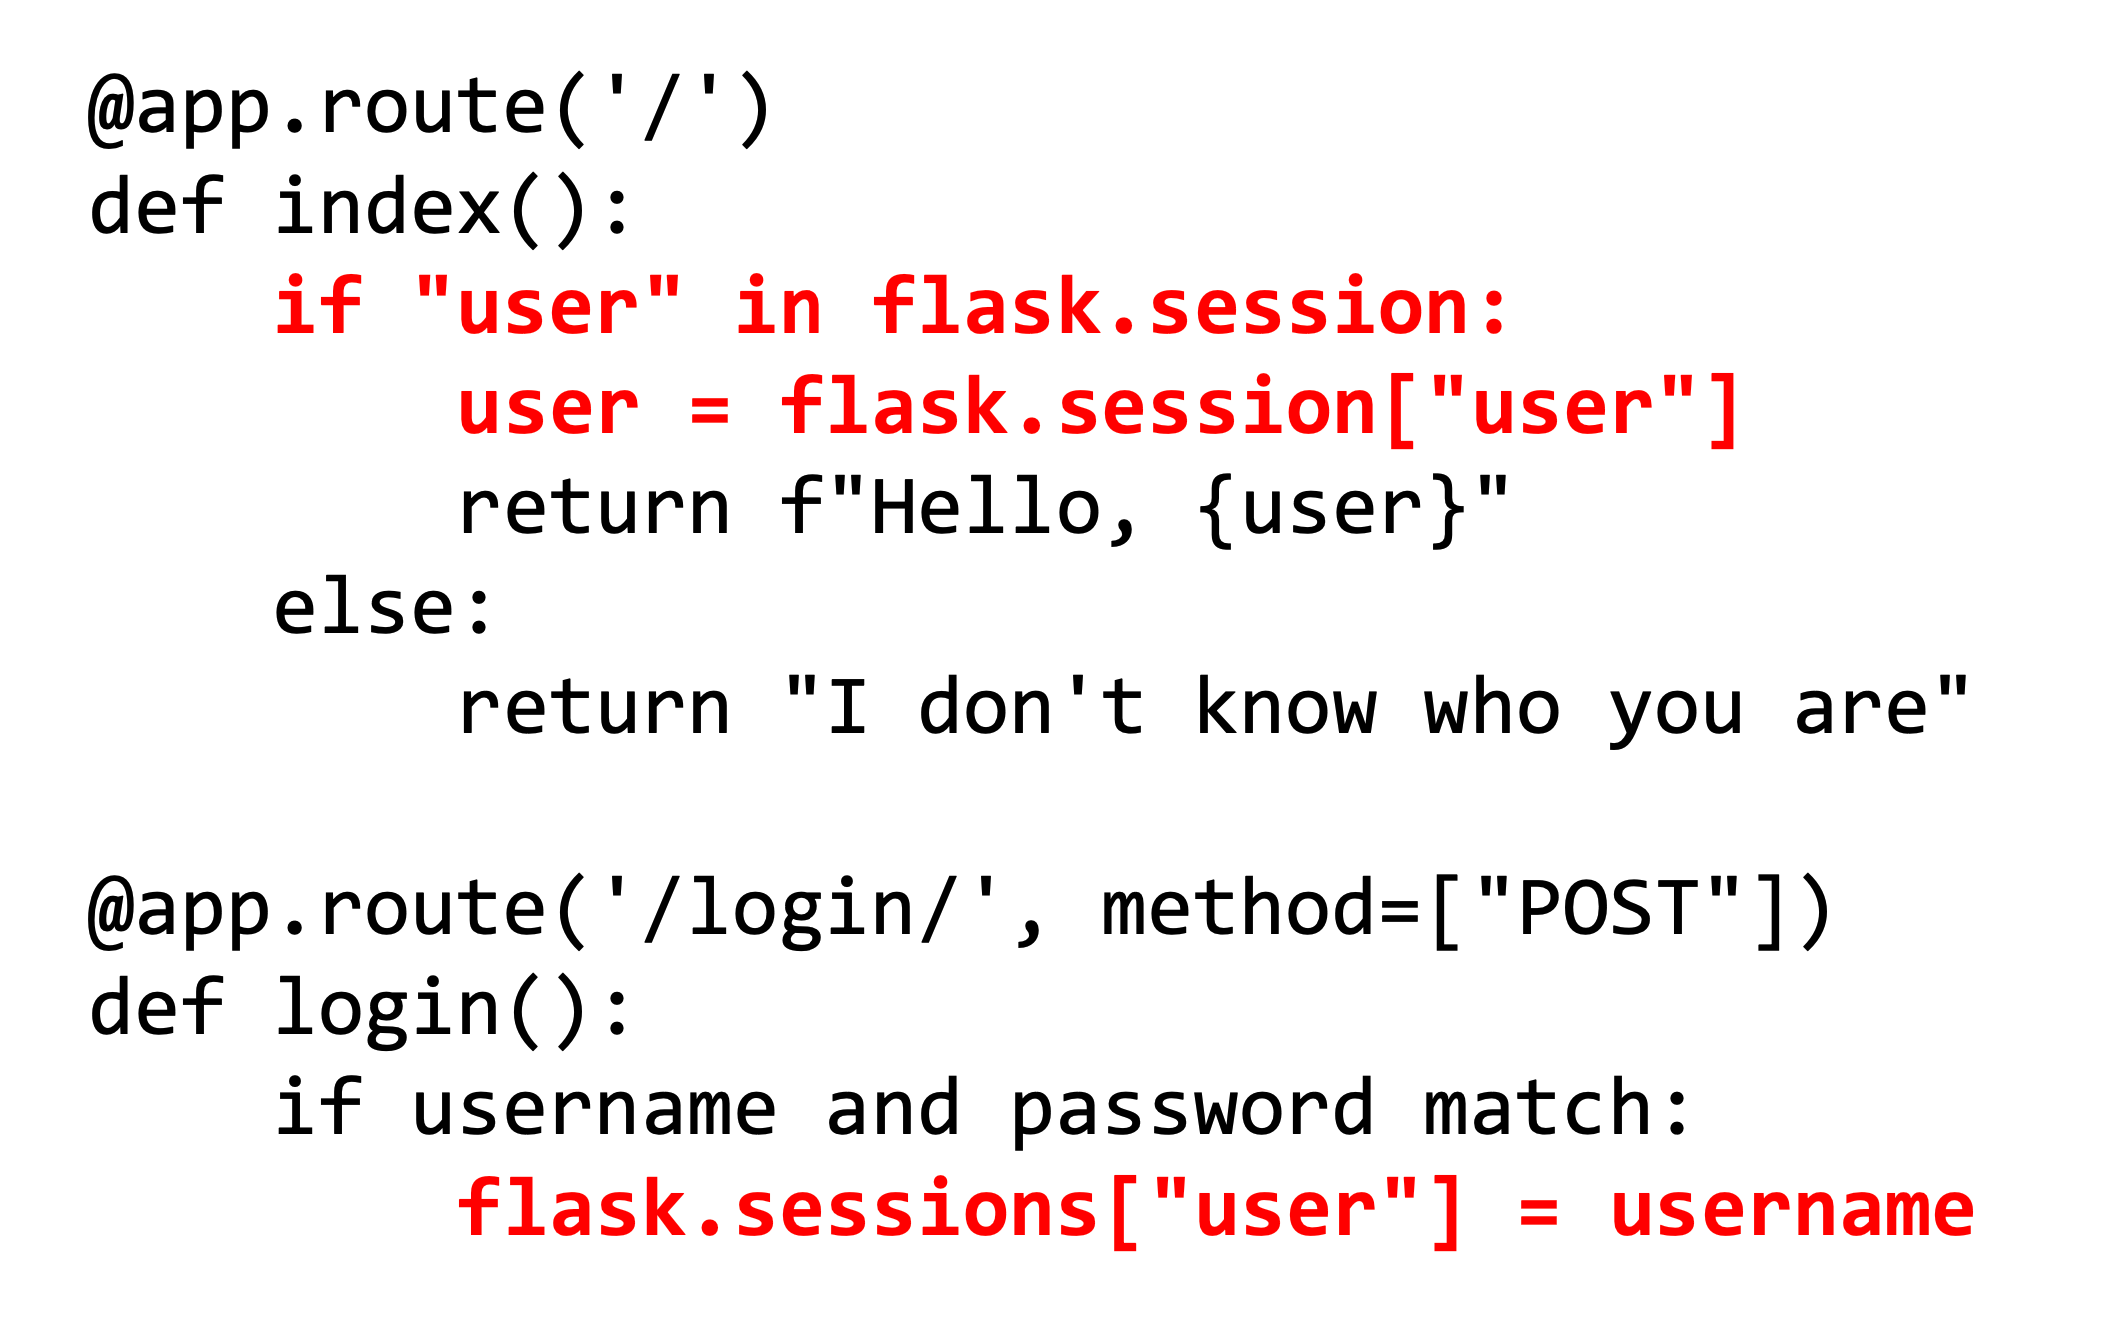 @app.route('/')
def index():
    if "user" in flask.session:
        user = flask.session["user"]
        return f"Hello, {user}"
    else:
        return "I don't know who you are"

@app.route('/login/', method=["POST"])
def login():
    if username and password match:
        flask.sessions["user"] = username